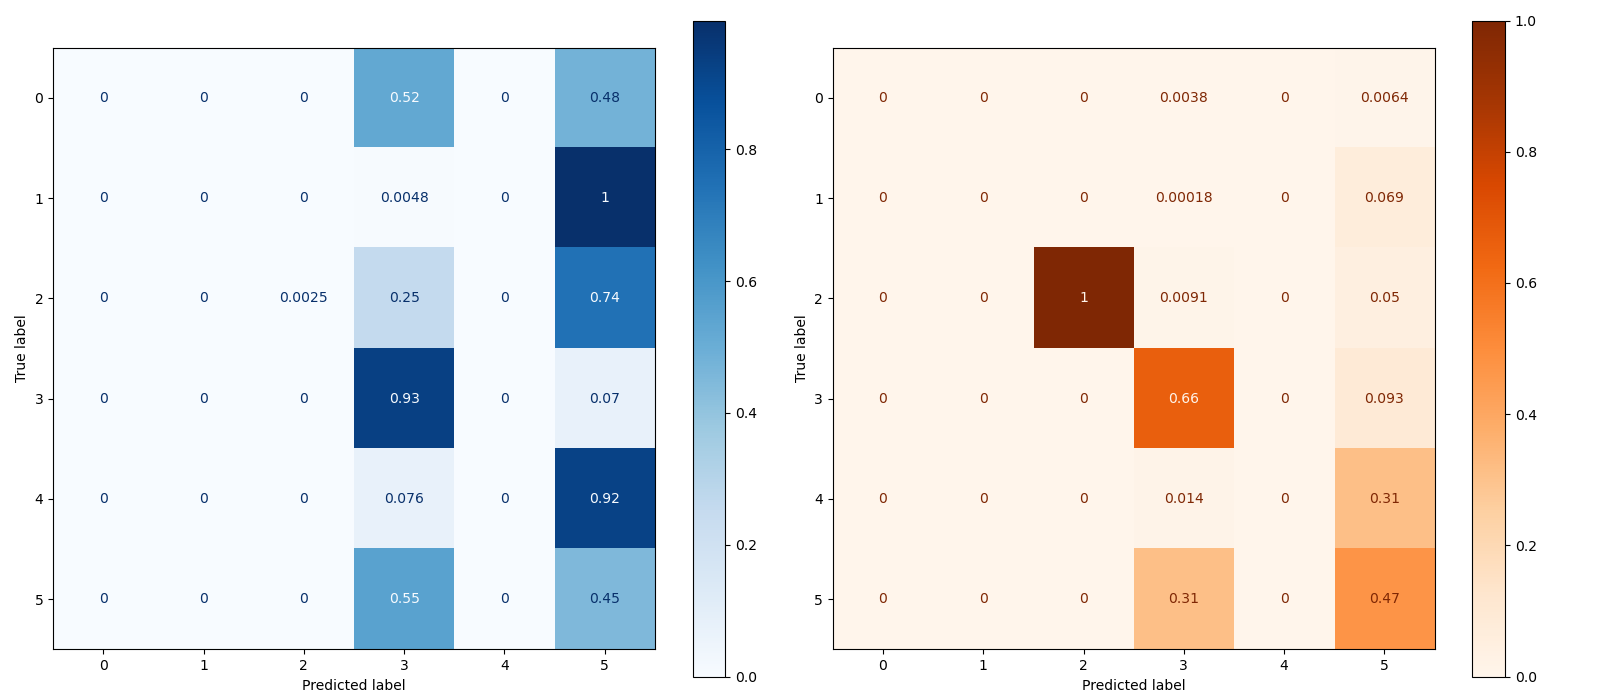 0 0 0 0 0.52 0 0.48
1 0 0 0 0.0048 0 1
2 0 0 0.0025 0.25 0 0.74
3 0 0 0 0.93 0 0.07
4 0 0 0 0.076 0 0.92
5 0 0 0 0.55 0 0.45
0 1 2 3 4 5
True label
Predicted label
0.8
0.6
0.4
0.2
0.0
0 0 0 0 0.0038 0 0.0064
1 0 0 0 0.00018 0 0.069
2 0 0 1 0.0091 0 0.05
3 0 0 0 0.66 0 0.093
4 0 0 0 0.014 0 0.31
5 0 0 0 0.31 0 0.47
0 1 2 3 4 5
True label
Predicted label
1.0
0.8
0.6
0.4
0.2
0.0